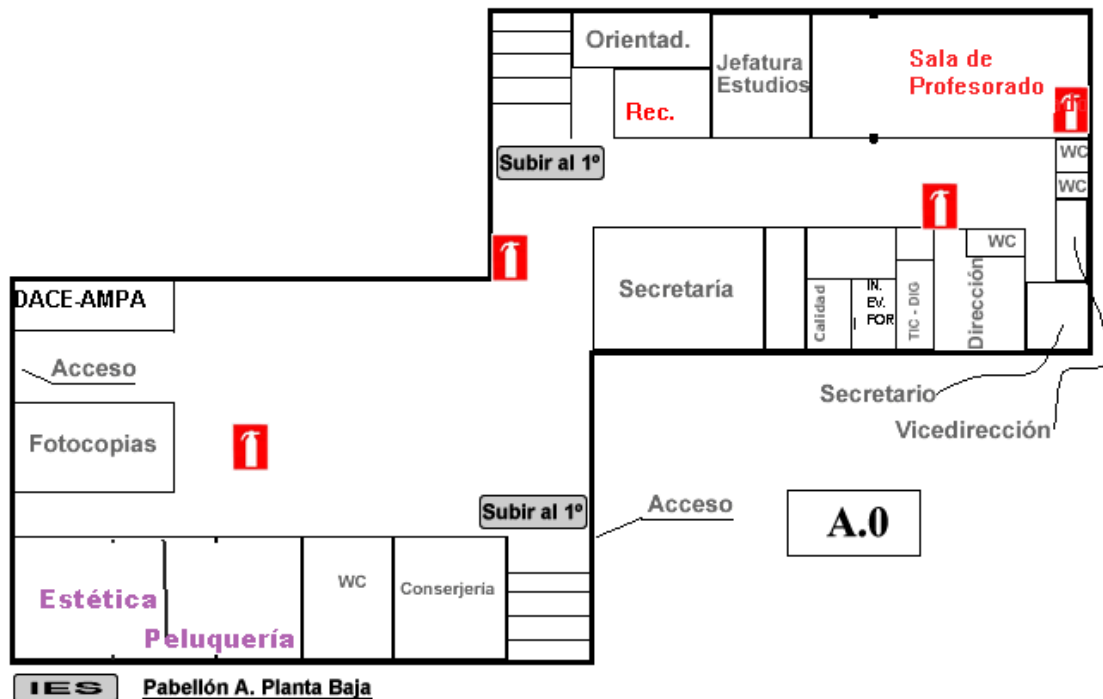 Orientad.
Jefatura
Estudios
Sala de
Profesorado
Rec.
Subir al 1º
WC
WC
WC
Secretaría
Calidad
IN.
EV.
FOR
TIC - DIG
Dirección
DACE-AMPA
Acceso
Secretario
Vicedirección
Fotocopias
Subir al 1º
Acceso
A.0
WC
Conserjería
Estética
Peluquería
IES
Pabellón A. Planta Baja